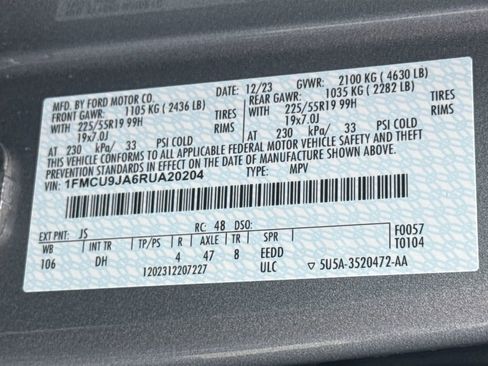 MFD. BY FORD MOTOR CO. 12/23 GVWR: 2100 KG (4630 LB)
FRONT GAWR: 1105 KG (2436 LB) REAR GAWR: 1035 KG (2282 LB)
WITH 225/55R19 99H TIRES WITH 225/55R19 99H TIRES
19x7.0J RIMS 19x7.0J RIMS
AT 230 kPa/ 33 PSI COLD AT 230 kPa/ 33 PSI COLD
THIS VEHICLE CONFORMS TO ALL APPLICABLE FEDERAL MOTOR VEHICLE SAFETY AND THEFT
PREVENTION STANDARDS IN EFFECT ON THE DATE OF MANUFACTURE SHOWN ABOVE.
VIN: 1FMCU9JA6RUA20204 TYPE: MPV
EXT PNT: JS RC: 48 DSO: F0057
WB INT TR TP/PS R AXLE TR SPR T0104
106 DH 4 47 8 EEDD
1202312207227 ULC ▽ 5U5A-3520472-AA